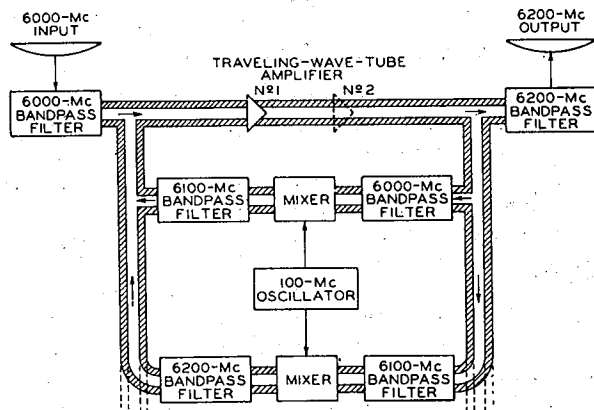 6000-Mc
INPUT
6200-Mc
OUTPUT
TRAVELING-WAVE-TUBE
AMPLIFIER
Nº1
Nº2
6000-Mc
BANDPASS
FILTER
6200-Mc
BANDPASS
FILTER
6100-Mc
BANDPASS
FILTER
MIXER
6000-Mc
BANDPASS
FILTER
100-Mc
OSCILLATOR
6200-Mc
BANDPASS
FILTER
MIXER
6100-Mc
BANDPASS
FILTER